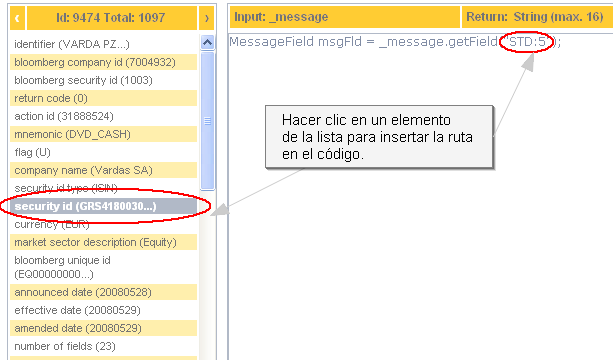 ‹ Id: 9474 Total: 1097 ›
identifier (VARDA PZ...)
bloomberg company id (7004932)
bloomberg security id (1003)
return code (0)
action id (31888524)
mnemonic (DVD_CASH)
flag (U)
company name (Vardas SA)
security id type (ISIN)
security id (GRS4180030...)
currency (EUR)
market sector description (Equity)
bloomberg unique id
(EQ00000000...)
announced date (20080528)
effective date (20080529)
amended date (20080529)
number of fields (23)
Input: _message
Return: String (max. 16)
MessageField msgFld = _message.getField("STD:5");
Hacer clic en un elemento
de la lista para insertar la ruta
en el código.